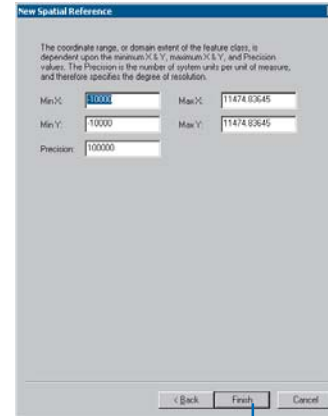 New Spatial Reference
The coordinate range, or domain extent of the feature class, is
dependent upon the minimum X & Y, maximum X & Y, and Precision
values. The Precision is the number of system units per unit of measure,
and therefore specifies the degree of resolution.
Min X: -10000 Max X: 11474.83645
Min Y: -10000 Max Y: 11474.83645
Precision: 100000
< Back Finish Cancel